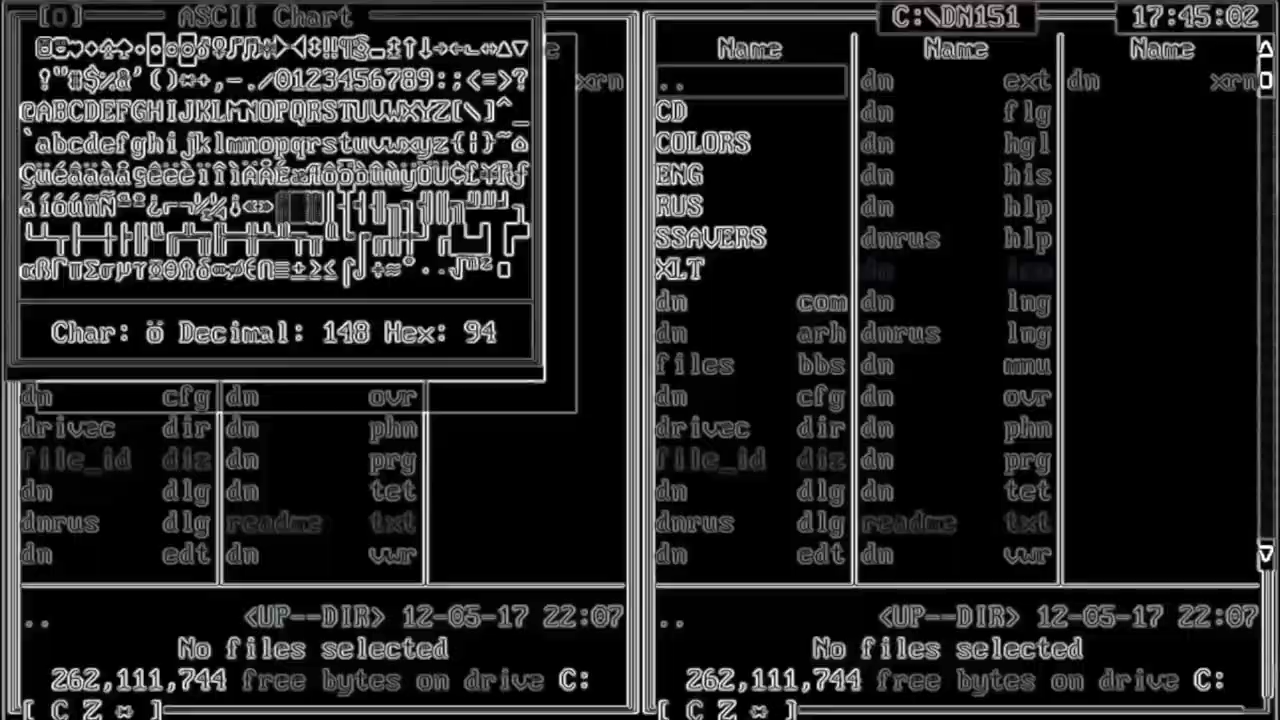 ASCII Chart
!"#$%&'()*+,-./0123456789:;<=>?
@ABCDEFGHIJKLMNOPQRSTUVWXYZ[\]^_
`abcdefghijklmnopqrstuvwxyz{¦}~⌂
Char: ö Decimal: 148 Hex: 94
e
xrn
dn cfg dn ovr
drivec dir dn phn
file_id diz dn prg
dn dlg dn tet
dnrus dlg readme txt
dn edt dn vwr
.. <UP--DIR> 12-05-17 22:07
No files selected
262,111,744 free bytes on drive C:
[ C Z * ]
C:\DN151 17:45:02
Name Name Name
.. dn ext dn xrn
CD dn flg
COLORS dn hgl
ENG dn his
RUS dn hlp
SSAVERS dnrus hlp
XLT dn
dn com dn lng
dn arh dnrus lng
files bbs dn mnu
dn cfg dn ovr
drivec dir dn phn
file_id diz dn prg
dn dlg dn tet
dnrus dlg readme txt
dn edt dn vwr
.. <UP--DIR> 12-05-17 22:07
No files selected
262,111,744 free bytes on drive C:
[ C Z * ]